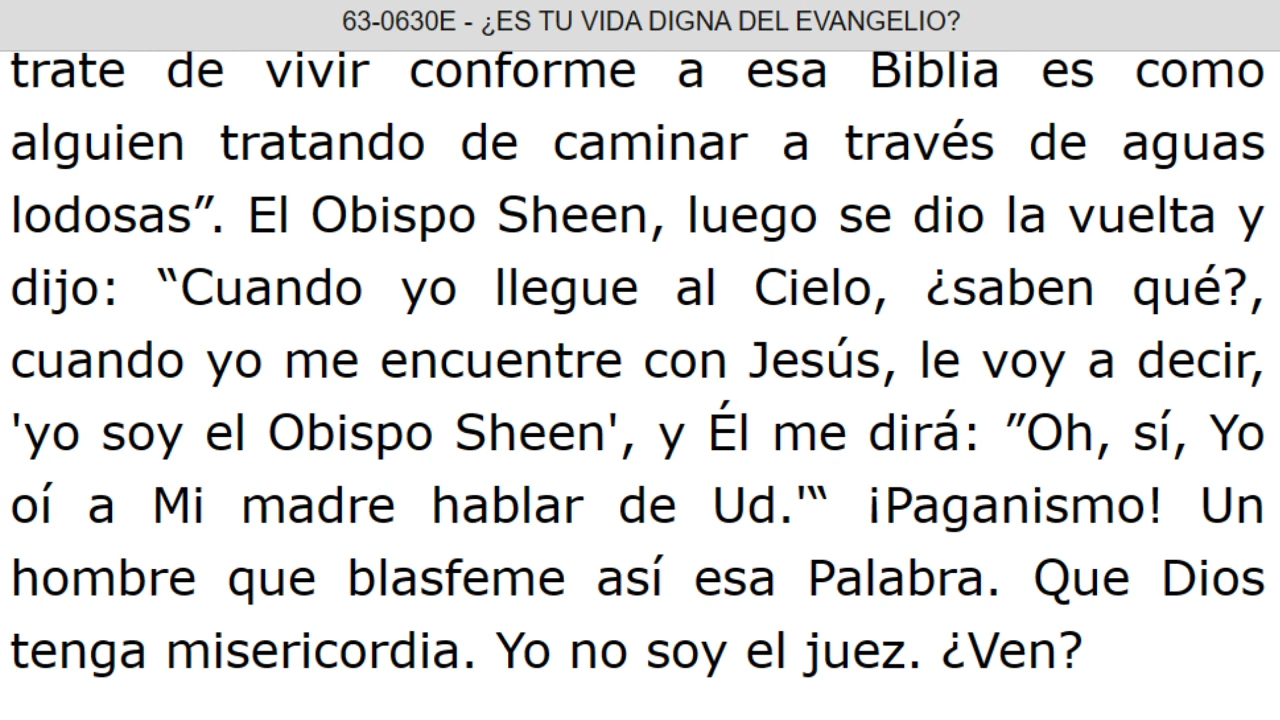 63-0630E - ¿ES TU VIDA DIGNA DEL EVANGELIO?
trate de vivir conforme a esa Biblia es como
alguien tratando de caminar a través de aguas
lodosas”. El Obispo Sheen, luego se dio la vuelta y
dijo: “Cuando yo llegue al Cielo, ¿saben qué?,
cuando yo me encuentre con Jesús, le voy a decir,
'yo soy el Obispo Sheen', y Él me dirá: ”Oh, sí, Yo
oí a Mi madre hablar de Ud.'“ ¡Paganismo! Un
hombre que blasfeme así esa Palabra. Que Dios
tenga misericordia. Yo no soy el juez. ¿Ven?